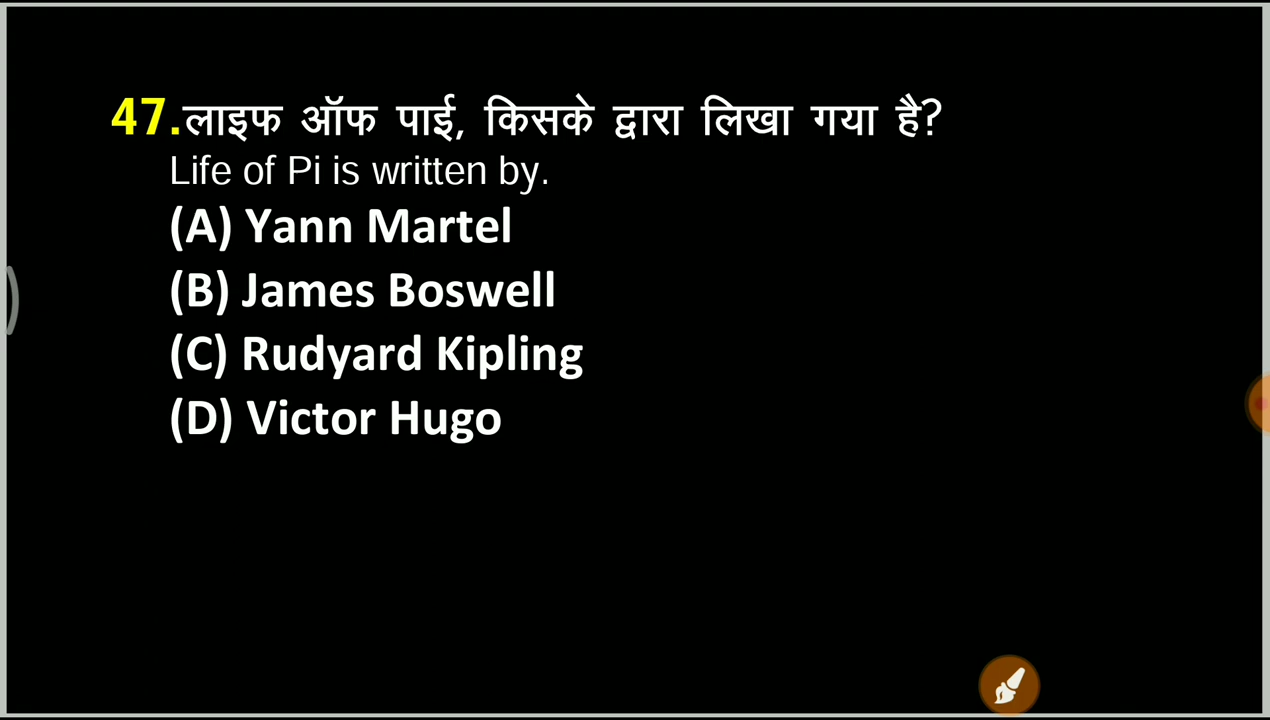 47.लाइफ ऑफ पाई, किसके द्वारा लिखा गया है?
Life of Pi is written by.
(A) Yann Martel
(B) James Boswell
(C) Rudyard Kipling
(D) Victor Hugo